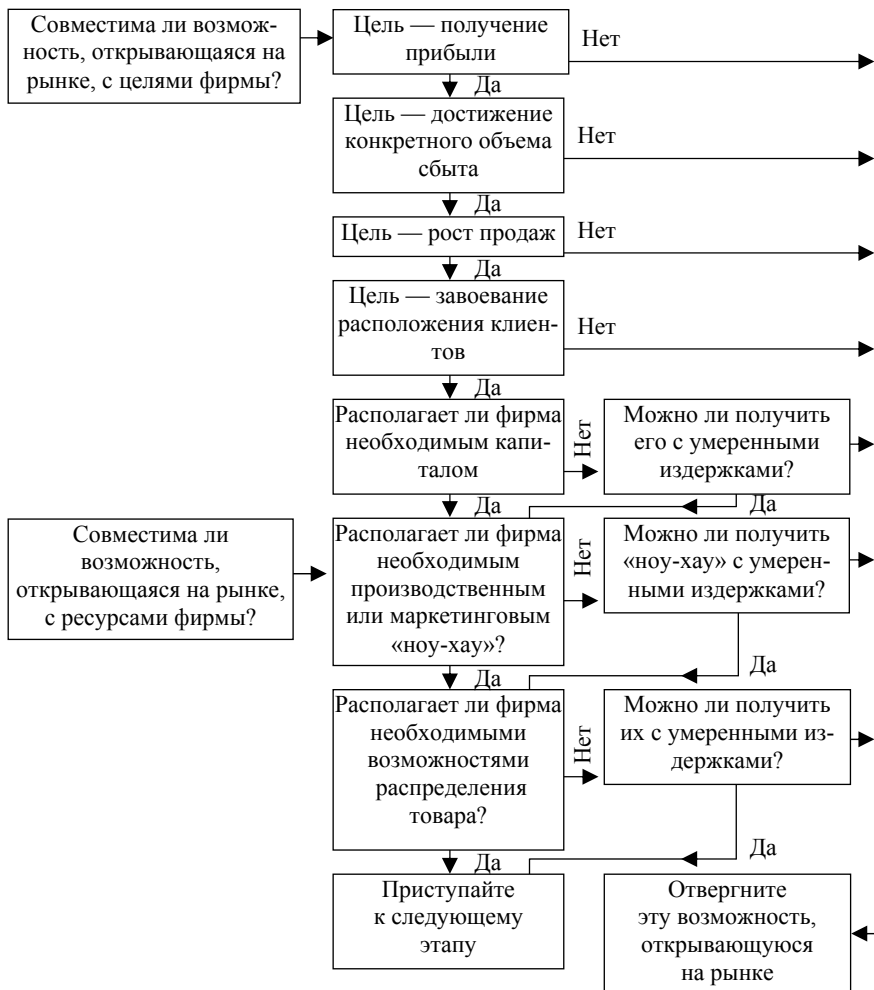 Совместима ли возмож-
ность, открывающаяся на
рынке, с целями фирмы?
Цель — получение
прибыли
Нет
Да
Цель — достижение
конкретного объема
сбыта
Нет
Да
Цель — рост продаж
Нет
Да
Цель — завоевание
расположения клиен-
тов
Нет
Да
Располагает ли фирма
необходимым капи-
талом
Нет
Можно ли получить
его с умеренными
издержками?
Да
Да
Совместима ли
возможность,
открывающаяся на рынке,
с ресурсами фирмы?
Располагает ли фирма
необходимым
производственным
или маркетинговым
«ноу-хау»?
Нет
Можно ли получить
«ноу-хау» с умерен-
ными издержками?
Да
Да
Располагает ли фирма
необходимыми
возможностями
распределения
товара?
Нет
Можно ли получить
их с умеренными из-
держками?
Да
Да
Приступайте
к следующему
этапу
Отвергните
эту возможность,
открывающуюся
на рынке